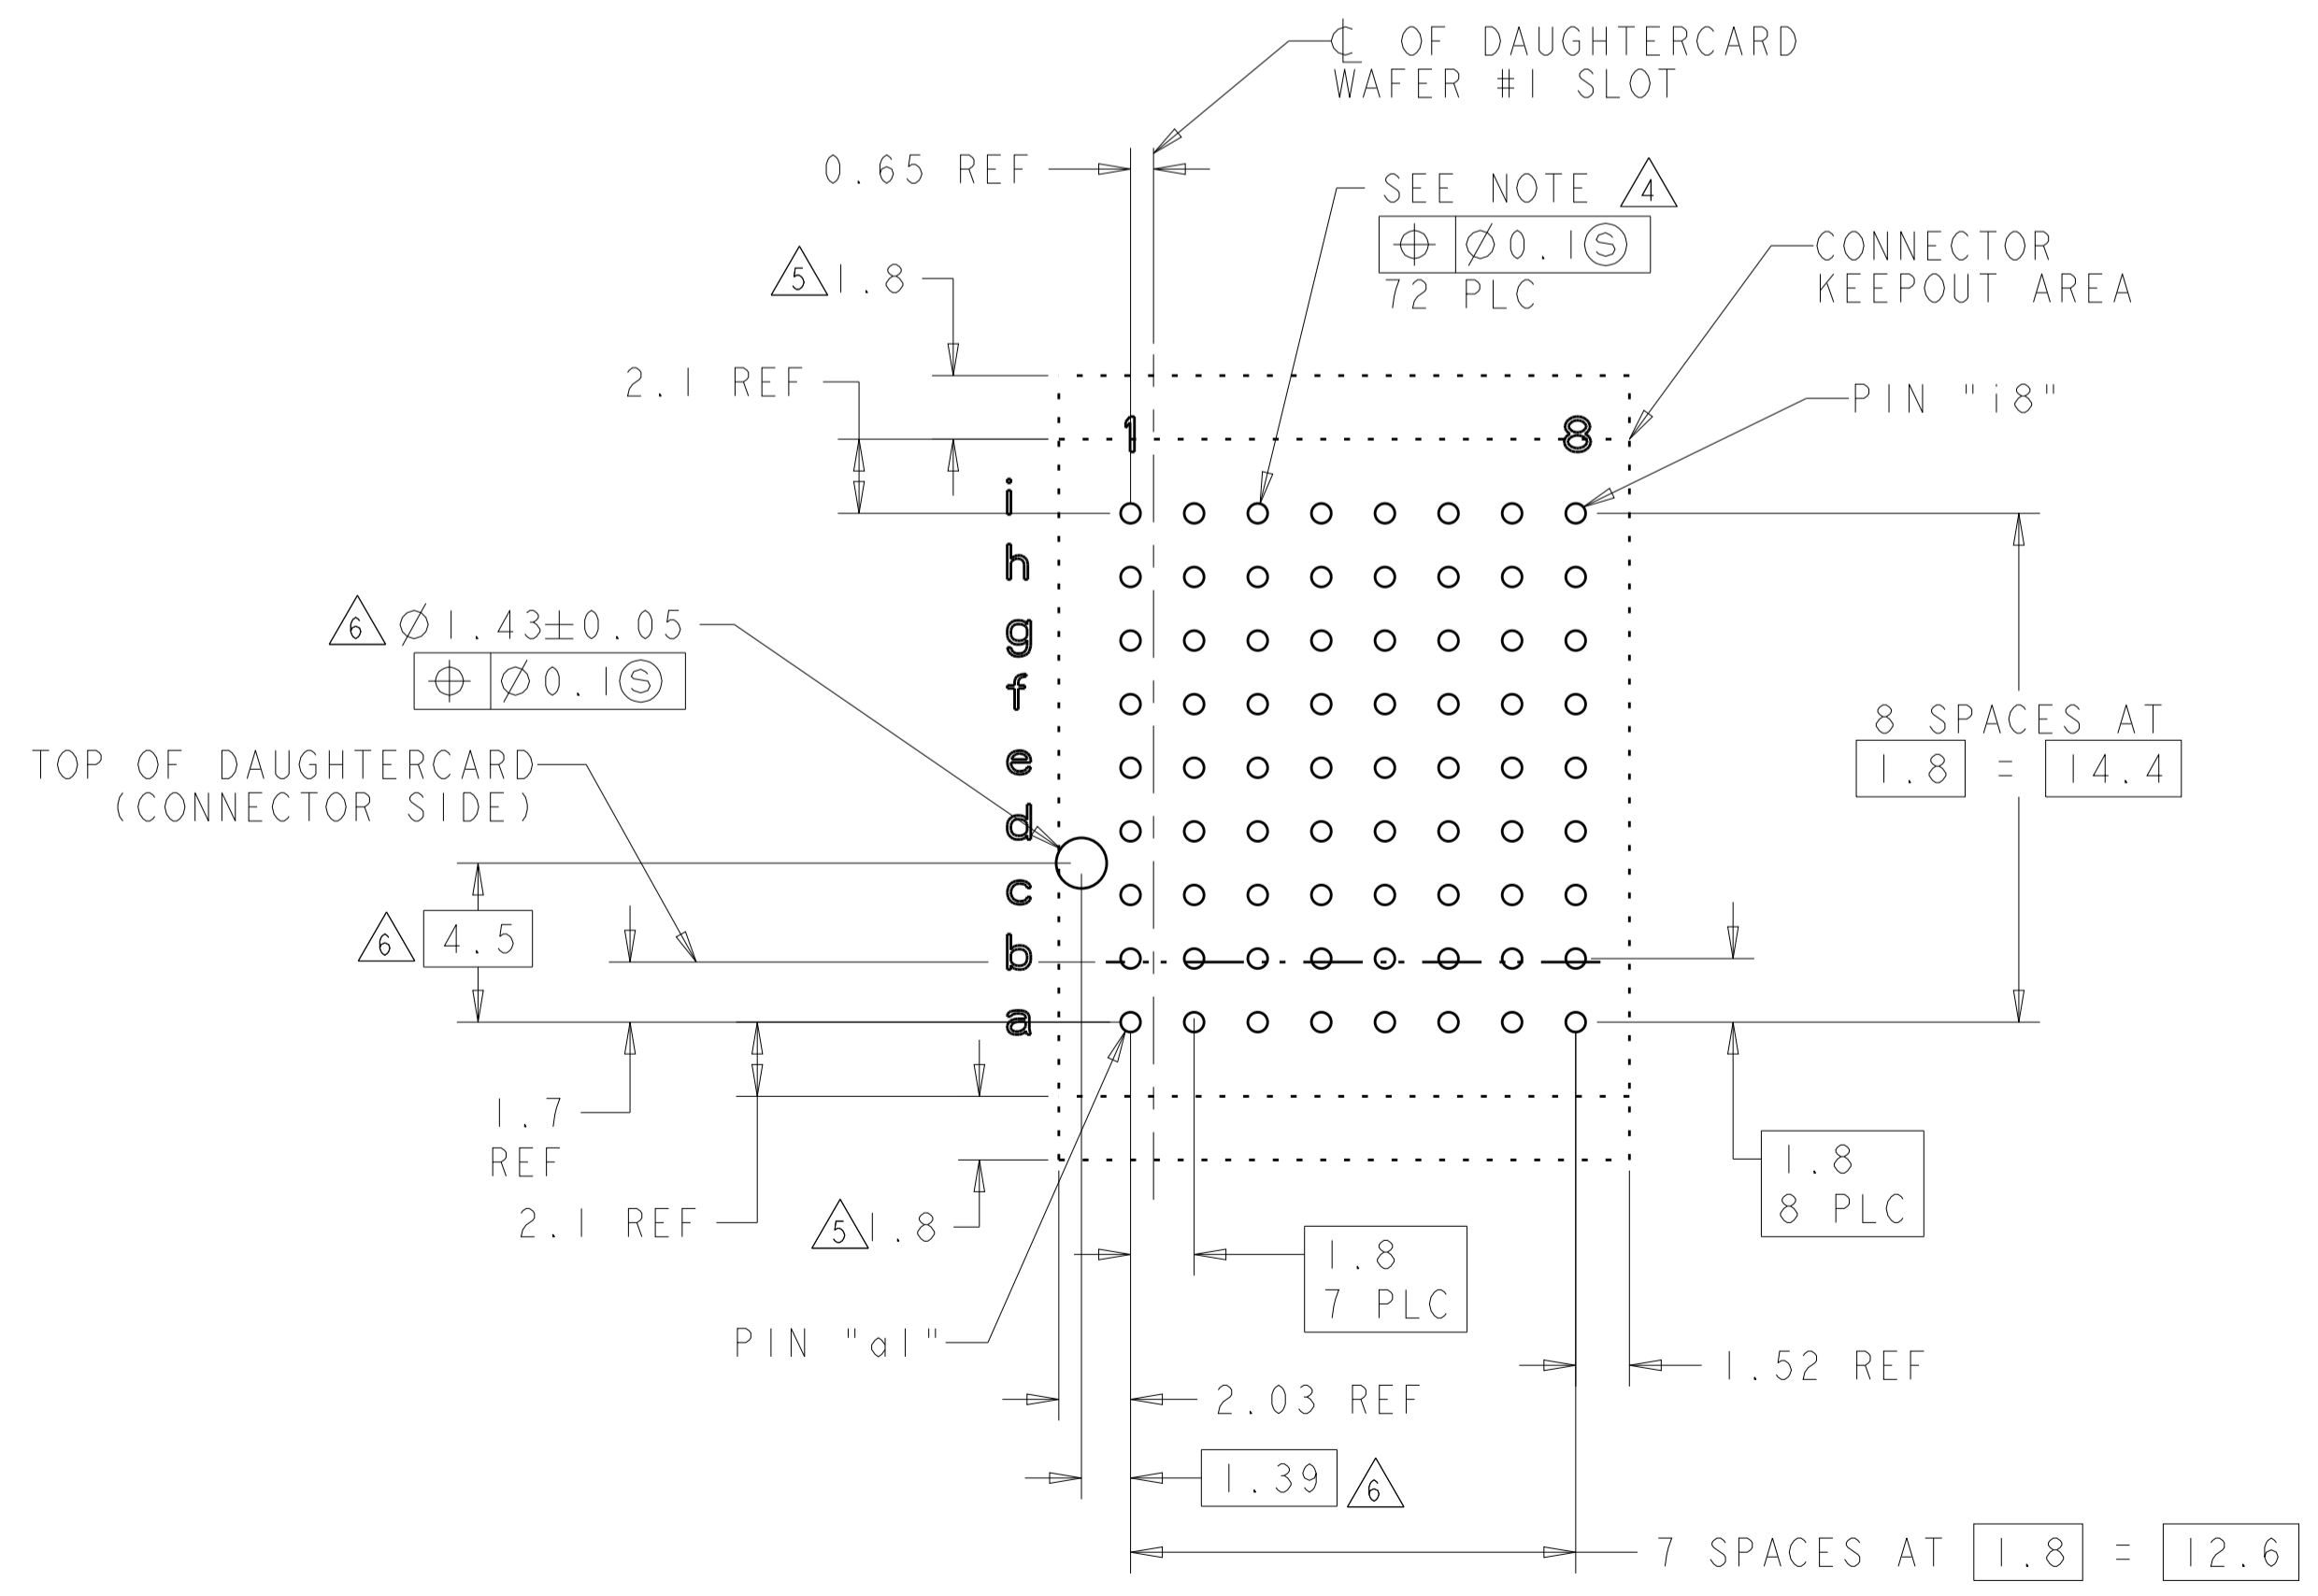 ℄ OF DAUGHTERCARD
WAFER #1 SLOT
0.65 REF
SEE NOTE 4
⌖ ⌀0.1Ⓢ
72 PLC
CONNECTOR
KEEPOUT AREA
5 1.8
2.1 REF
PIN "i8"
1 8
i
h
g
f
e
d
c
b
a
6 ⌀1.43±0.05
⌖ ⌀0.1Ⓢ
TOP OF DAUGHTERCARD
(CONNECTOR SIDE)
8 SPACES AT
1.8 = 14.4
6 4.5
1.7
REF
2.1 REF
5 1.8
1.8
8 PLC
1.8
7 PLC
PIN "a1"
1.52 REF
2.03 REF
1.39 6
7 SPACES AT 1.8 = 12.6